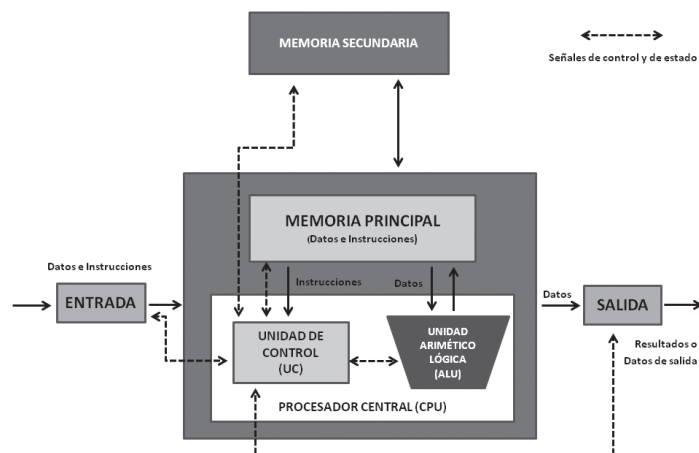 MEMORIA SECUNDARIA
Señales de control y de estado
MEMORIA PRINCIPAL
(Datos e Instrucciones)
Datos e Instrucciones
ENTRADA
Instrucciones
Datos
UNIDAD DE
CONTROL
(UC)
UNIDAD
ARIMÉTICO
LÓGICA
(ALU)
PROCESADOR CENTRAL (CPU)
Datos
SALIDA
Resultados o
Datos de salida